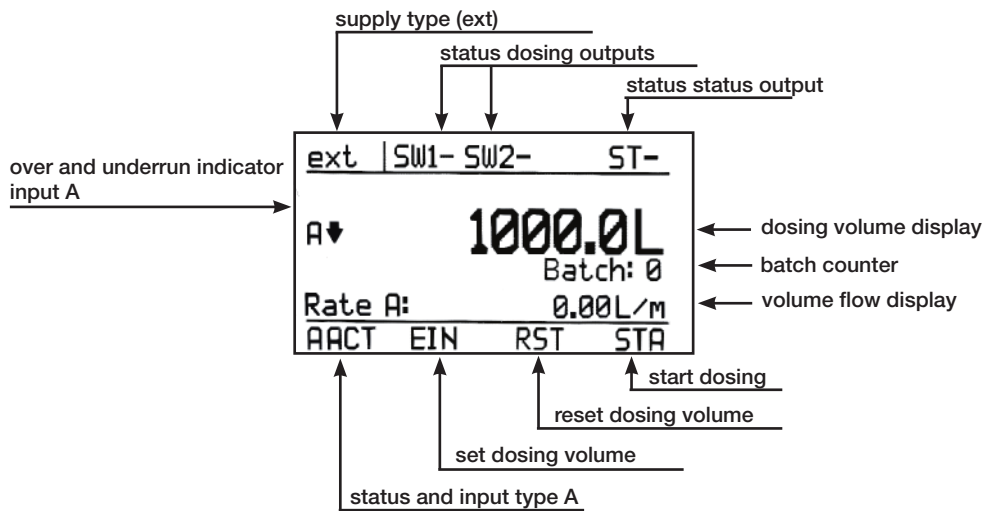 supply type (ext)
status dosing outputs
status status output
over and underrun indicator
input A
ext SW1- SW2- ST-
A 1000.0L
Batch: 0
Rate A: 0.00L/m
AACT EIN RST STA
dosing volume display
batch counter
volume flow display
start dosing
reset dosing volume
set dosing volume
status and input type A